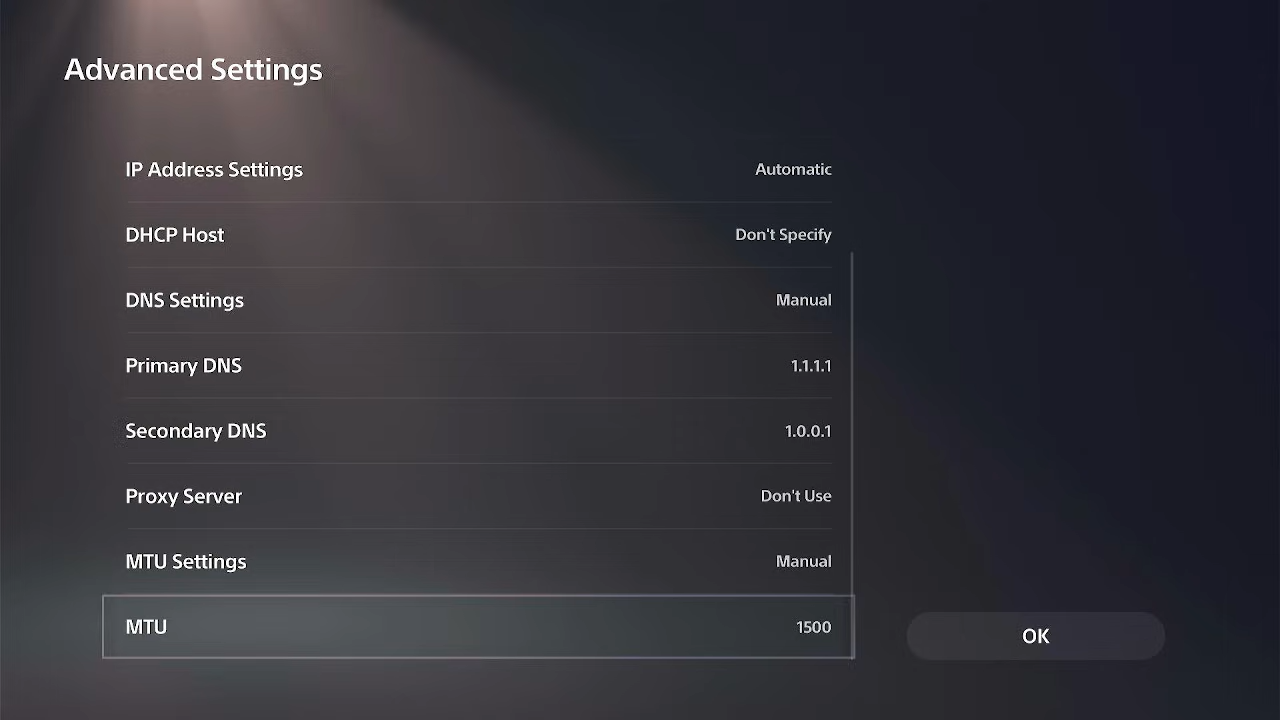 Advanced Settings
IP Address Settings Automatic
DHCP Host Don't Specify
DNS Settings Manual
Primary DNS 1.1.1.1
Secondary DNS 1.0.0.1
Proxy Server Don't Use
MTU Settings Manual
MTU 1500
OK